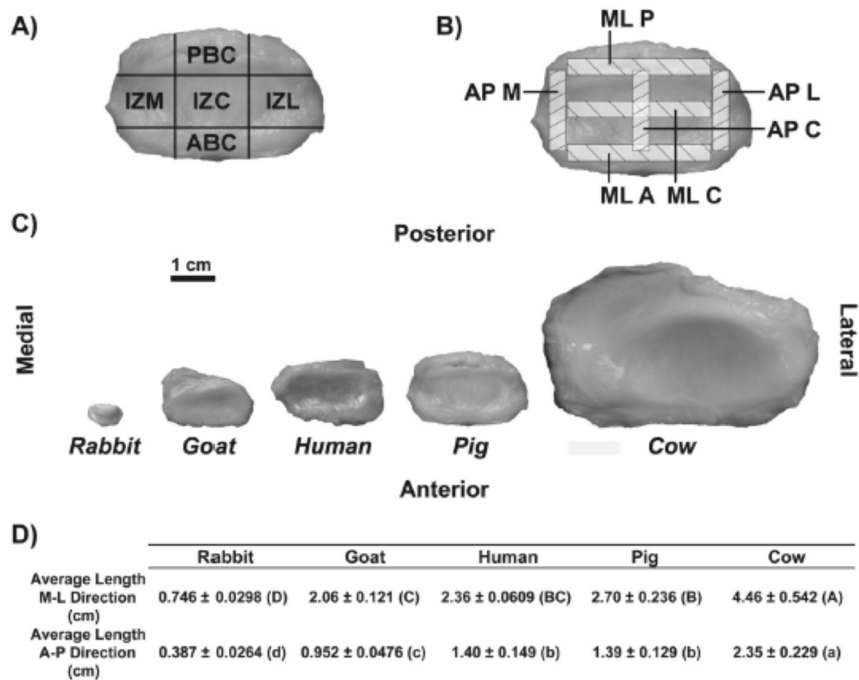 A)
PBC
IZM IZC IZL
ABC
B)
ML P
AP M
AP L
AP C
ML A ML C
C)
Posterior
1 cm
Medial
Lateral
Rabbit Goat Human Pig Cow
Anterior
D)
Rabbit Goat Human Pig Cow
Average Length
M-L Direction
(cm)
0.746 ± 0.0298 (D) 2.06 ± 0.121 (C) 2.36 ± 0.0609 (BC) 2.70 ± 0.236 (B) 4.46 ± 0.542 (A)
Average Length
A-P Direction
(cm)
0.387 ± 0.0264 (d) 0.952 ± 0.0476 (c) 1.40 ± 0.149 (b) 1.39 ± 0.129 (b) 2.35 ± 0.229 (a)